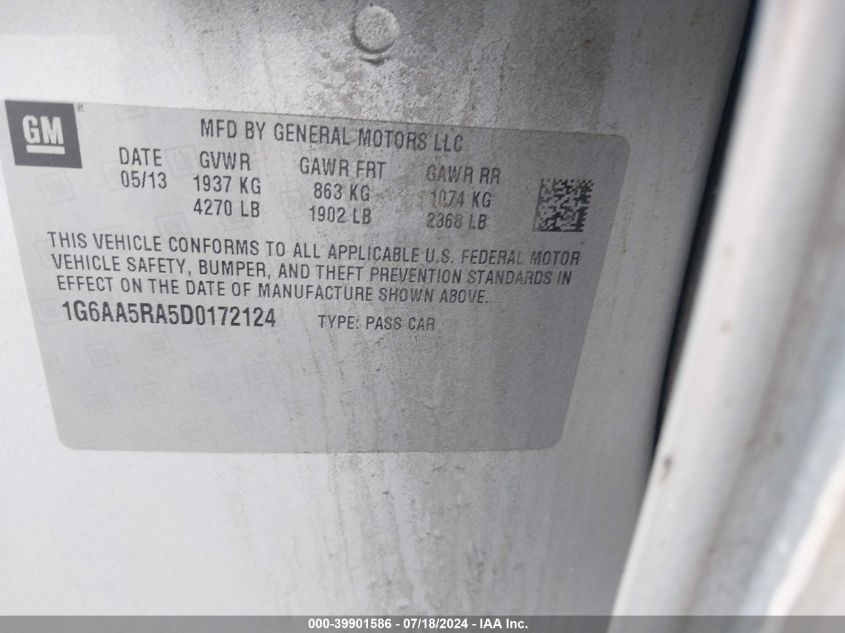 GM
MFD BY GENERAL MOTORS LLC
DATE GVWR GAWR FRT GAWR RR
05/13 1937 KG 863 KG 1074 KG
4270 LB 1902 LB 2368 LB
THIS VEHICLE CONFORMS TO ALL APPLICABLE U.S. FEDERAL MOTOR
VEHICLE SAFETY, BUMPER, AND THEFT PREVENTION STANDARDS IN
EFFECT ON THE DATE OF MANUFACTURE SHOWN ABOVE.
1G6AA5RA5D0172124 TYPE: PASS CAR
000-39901586 - 07/18/2024 - IAA Inc.